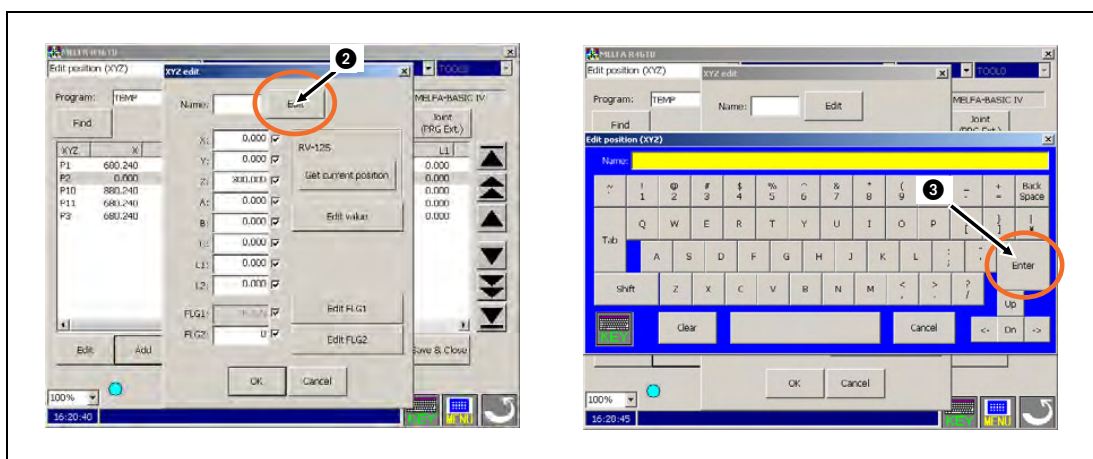 MELFA R46TB
Edit position (XYZ)
TOOL0
Program: TEMP
MELFA-BASIC IV
Find
Joint
(PRG Ext.)
XYZ X L1
P1 680.240 0.000
P2 0.000 0.000
P10 880.240 0.000
P11 680.240 0.000
P3 680.240 0.000
Edit Add Save & Close
100%
16:20:40
KEY MENU
XYZ edit
2
Name: Edit
X: 0.000
Y: 0.000
Z: 300.000
A: 0.000
B: 0.000
C: 0.000
L1: 0.000
L2: 0.000
RV-12S
Get current position
Edit value
FLG1:
FLG2: 0
Edit FLG1
Edit FLG2
OK Cancel
MELFA R46TB
Edit position (XYZ)
XYZ edit
TOOL0
Program: TEMP
Name: Edit
MELFA-BASIC IV
Find
Joint
(PRG Ext.)
Edit position (XYZ)
Name:
3
~ ! @ # $ % ^ & * ( _ + Back
1 2 3 4 5 6 7 8 9 - = Space
Tab Q W E R T Y U I O P { } |
[ ] ¥
A S D F G H J K L :
; Enter
Shift Z X C V B N M < > ?
, . /
Up
KEY Clear Cancel <- Dn ->
OK Cancel
100%
16:20:45
KEY MENU